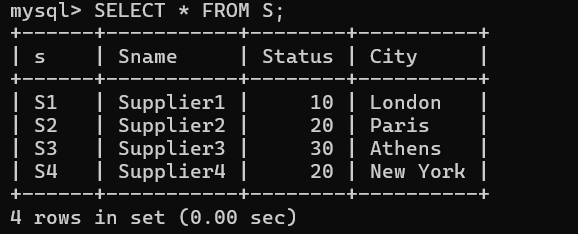 mysql> SELECT * FROM S;
+------+-----------+--------+----------+
| s    | Sname     | Status | City     |
+------+-----------+--------+----------+
| S1   | Supplier1 |     10 | London   |
| S2   | Supplier2 |     20 | Paris    |
| S3   | Supplier3 |     30 | Athens   |
| S4   | Supplier4 |     20 | New York |
+------+-----------+--------+----------+
4 rows in set (0.00 sec)